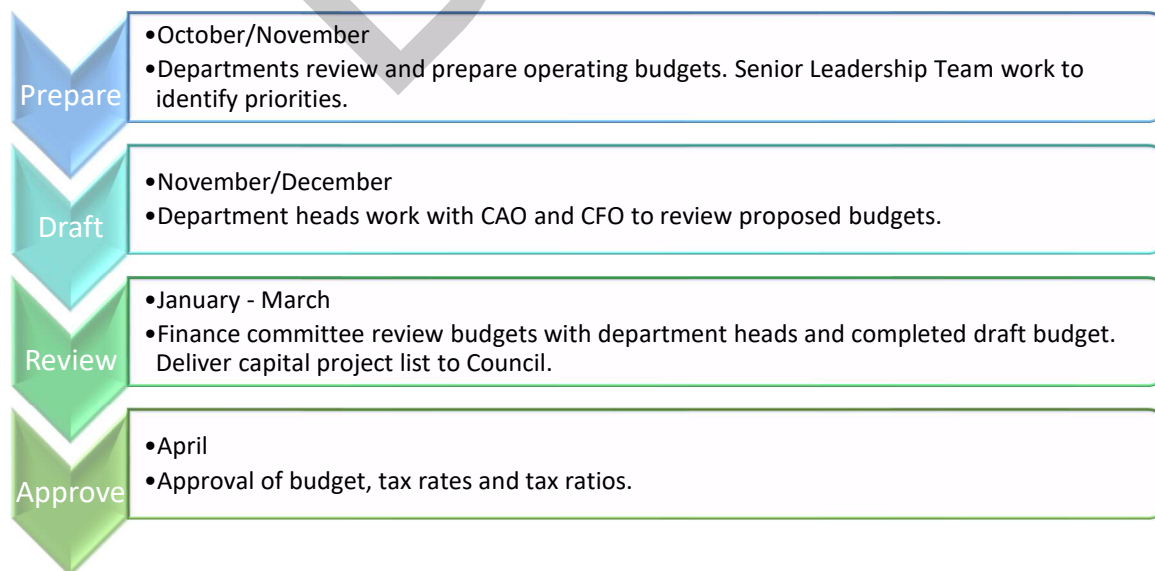 Prepare
•October/November
•Departments review and prepare operating budgets. Senior Leadership Team work to
identify priorities.
Draft
•November/December
•Department heads work with CAO and CFO to review proposed budgets.
Review
•January - March
•Finance committee review budgets with department heads and completed draft budget.
Deliver capital project list to Council.
Approve
•April
•Approval of budget, tax rates and tax ratios.